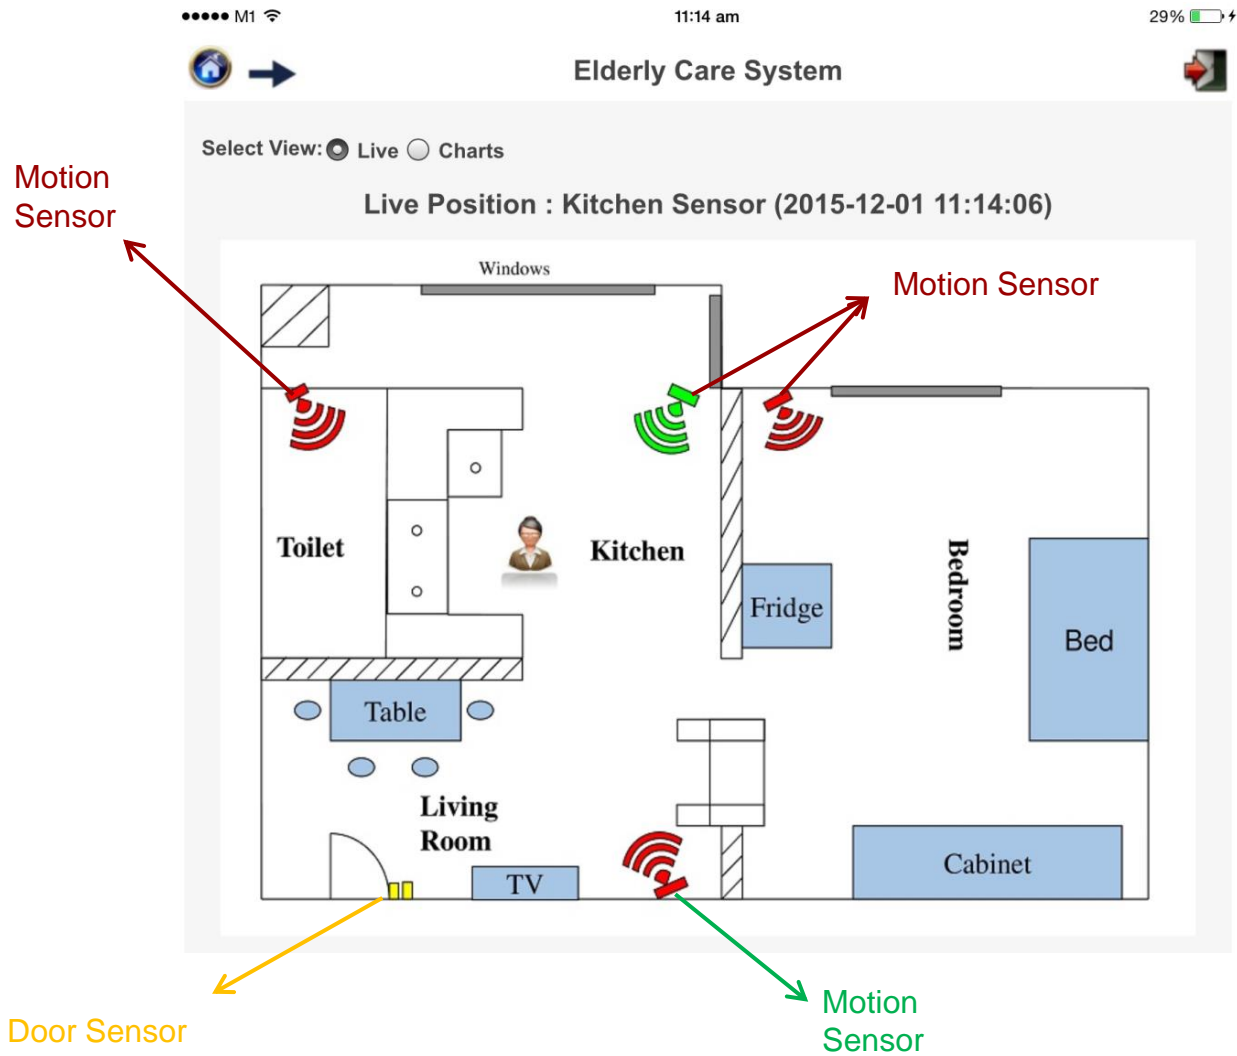 ●●●●● M1 11:14 am 29%
Elderly Care System
Select View: Live Charts
Motion
Sensor
Live Position : Kitchen Sensor (2015-12-01 11:14:06)
Windows
Motion Sensor
Toilet
Kitchen
Bedroom
Fridge
Bed
Table
Living
Room
TV
Cabinet
Door Sensor
Motion
Sensor